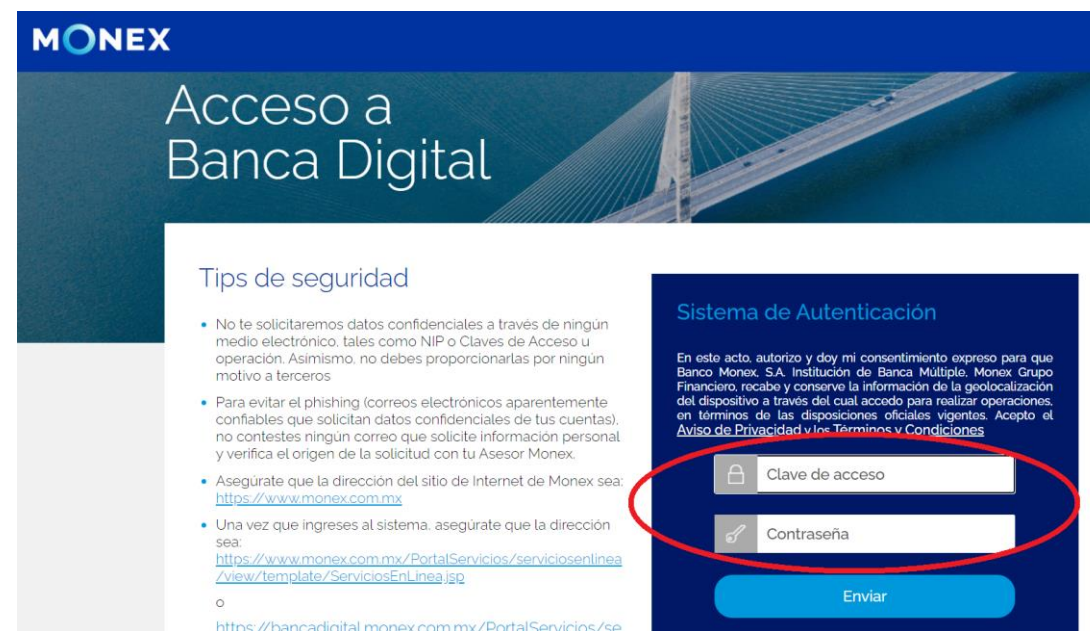 MONEX
Acceso a
Banca Digital
Tips de seguridad
• No te solicitaremos datos confidenciales a través de ningún
medio electrónico, tales como NIP o Claves de Acceso u
operación. Asimismo, no debes proporcionarlas por ningún
motivo a terceros
• Para evitar el phishing (correos electrónicos aparentemente
confiables que solicitan datos confidenciales de tus cuentas),
no contestes ningún correo que solicite información personal
y verifica el origen de la solicitud con tu Asesor Monex.
• Asegúrate que la dirección del sitio de Internet de Monex sea:
https://www.monex.com.mx
• Una vez que ingreses al sistema, asegúrate que la dirección
sea:
https://www.monex.com.mx/PortalServicios/serviciosenlinea
/view/template/ServiciosEnLinea.jsp
o
https://bancadigital.monex.com.mx/PortalServicios/se
Sistema de Autenticación
En este acto, autorizo y doy mi consentimiento expreso para que
Banco Monex, S.A. Institución de Banca Múltiple, Monex Grupo
Financiero, recabe y conserve la información de la geolocalización
del dispositivo a través del cual accedo para realizar operaciones,
en términos de las disposiciones oficiales vigentes. Acepto el
Aviso de Privacidad y los Términos y Condiciones
Clave de acceso
Contraseña
Enviar